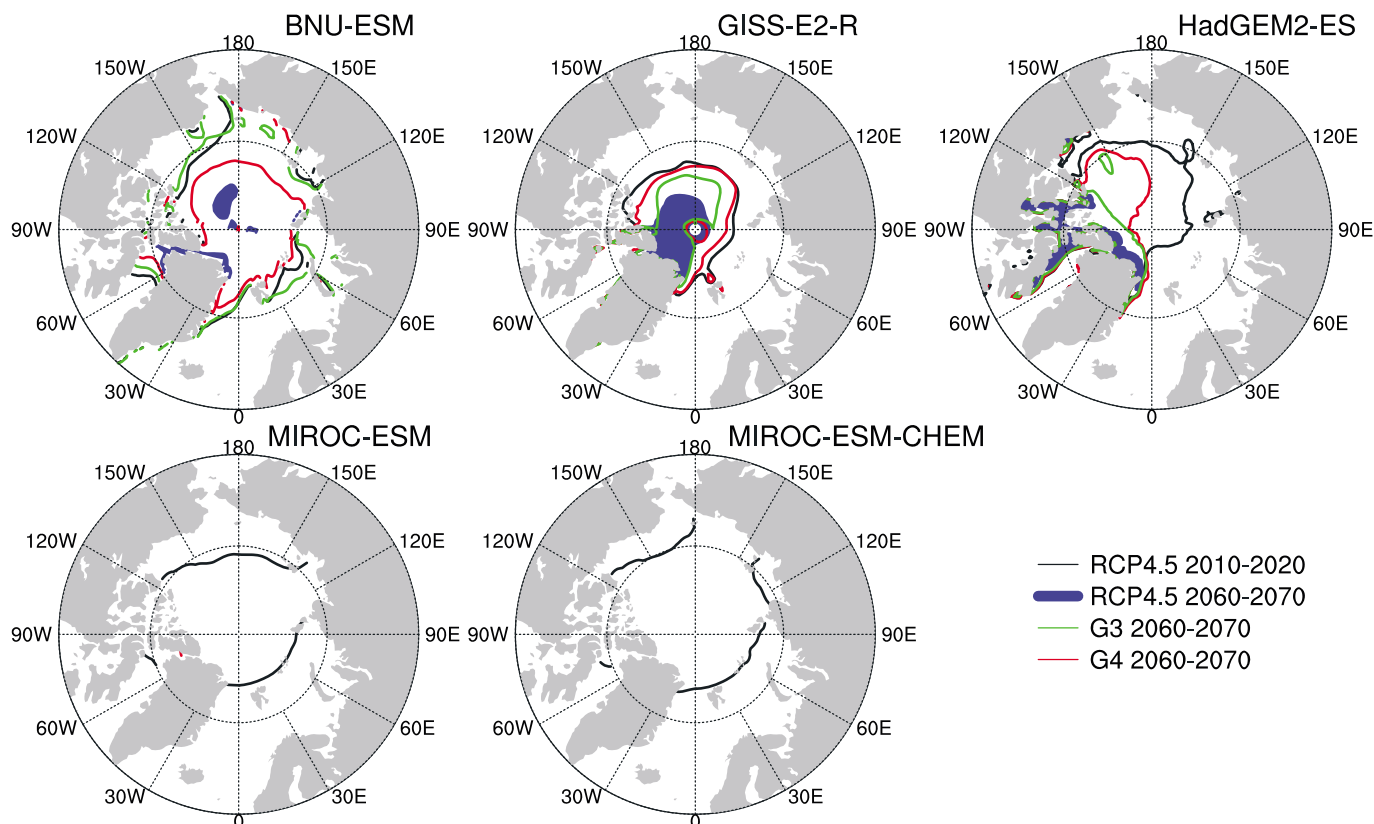 BNU-ESM
180
150W
150E
120W
120E
90W
90E
60W
60E
30W
30E
0
GISS-E2-R
180
150W
150E
120W
120E
90W
90E
60W
60E
30W
30E
0
HadGEM2-ES
180
150W
150E
120W
120E
90W
90E
60W
60E
30W
30E
0
MIROC-ESM
180
150W
150E
120W
120E
90W
90E
60W
60E
30W
30E
0
MIROC-ESM-CHEM
180
150W
150E
120W
120E
90W
90E
60W
60E
30W
30E
0
RCP4.5 2010-2020
RCP4.5 2060-2070
G3 2060-2070
G4 2060-2070